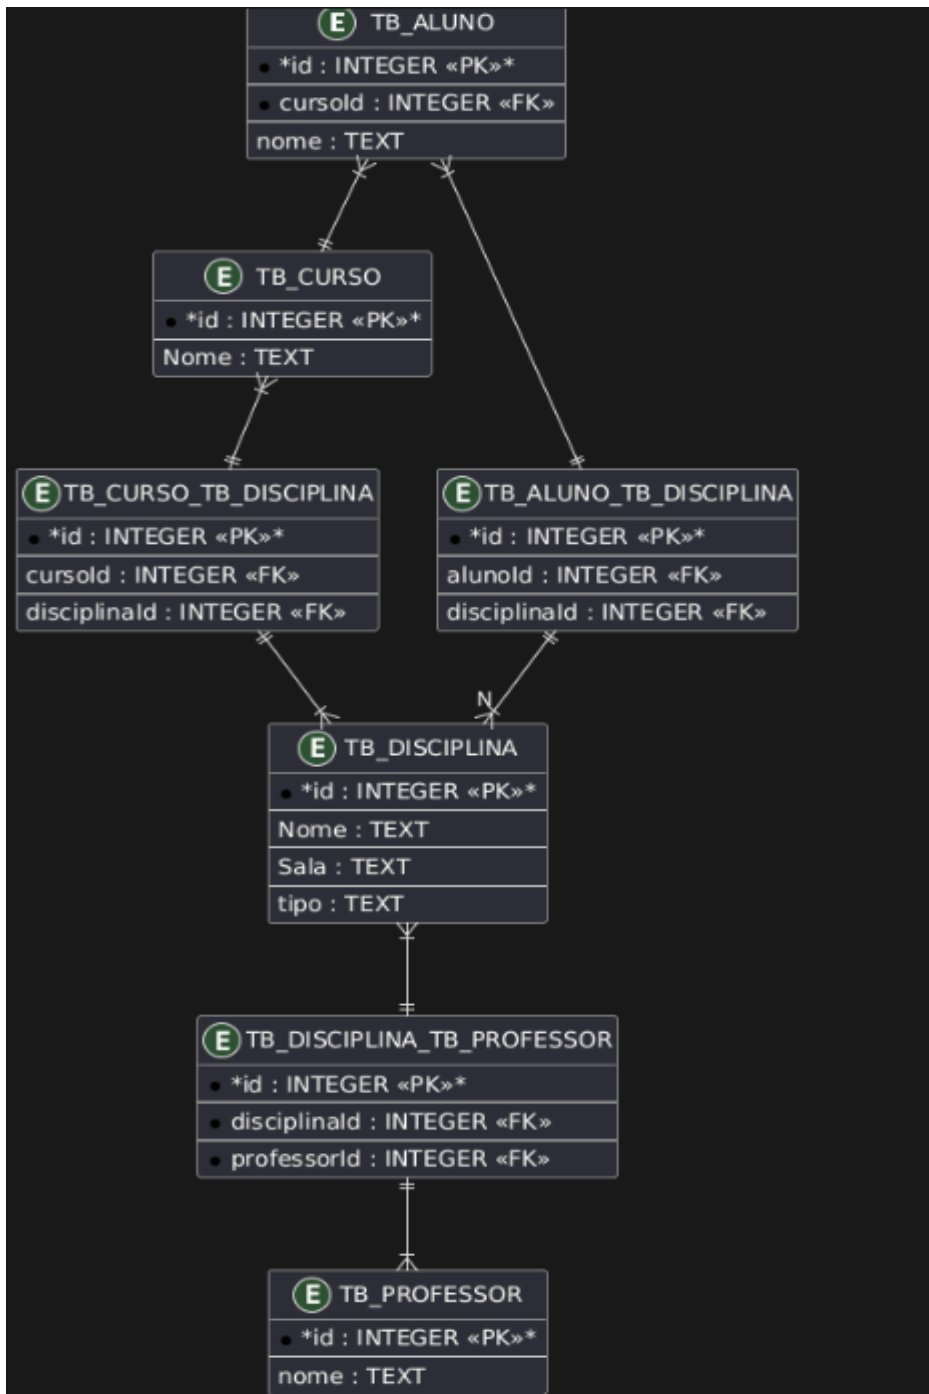 E TB_ALUNO
*id : INTEGER «PK»*
cursoId : INTEGER «FK»
nome : TEXT
E TB_CURSO
*id : INTEGER «PK»*
Nome : TEXT
E TB_CURSO_TB_DISCIPLINA
*id : INTEGER «PK»*
cursoId : INTEGER «FK»
disciplinaId : INTEGER «FK»
E TB_ALUNO_TB_DISCIPLINA
*id : INTEGER «PK»*
alunoId : INTEGER «FK»
disciplinaId : INTEGER «FK»
N
E TB_DISCIPLINA
*id : INTEGER «PK»*
Nome : TEXT
Sala : TEXT
tipo : TEXT
E TB_DISCIPLINA_TB_PROFESSOR
*id : INTEGER «PK»*
disciplinaId : INTEGER «FK»
professorId : INTEGER «FK»
E TB_PROFESSOR
*id : INTEGER «PK»*
nome : TEXT